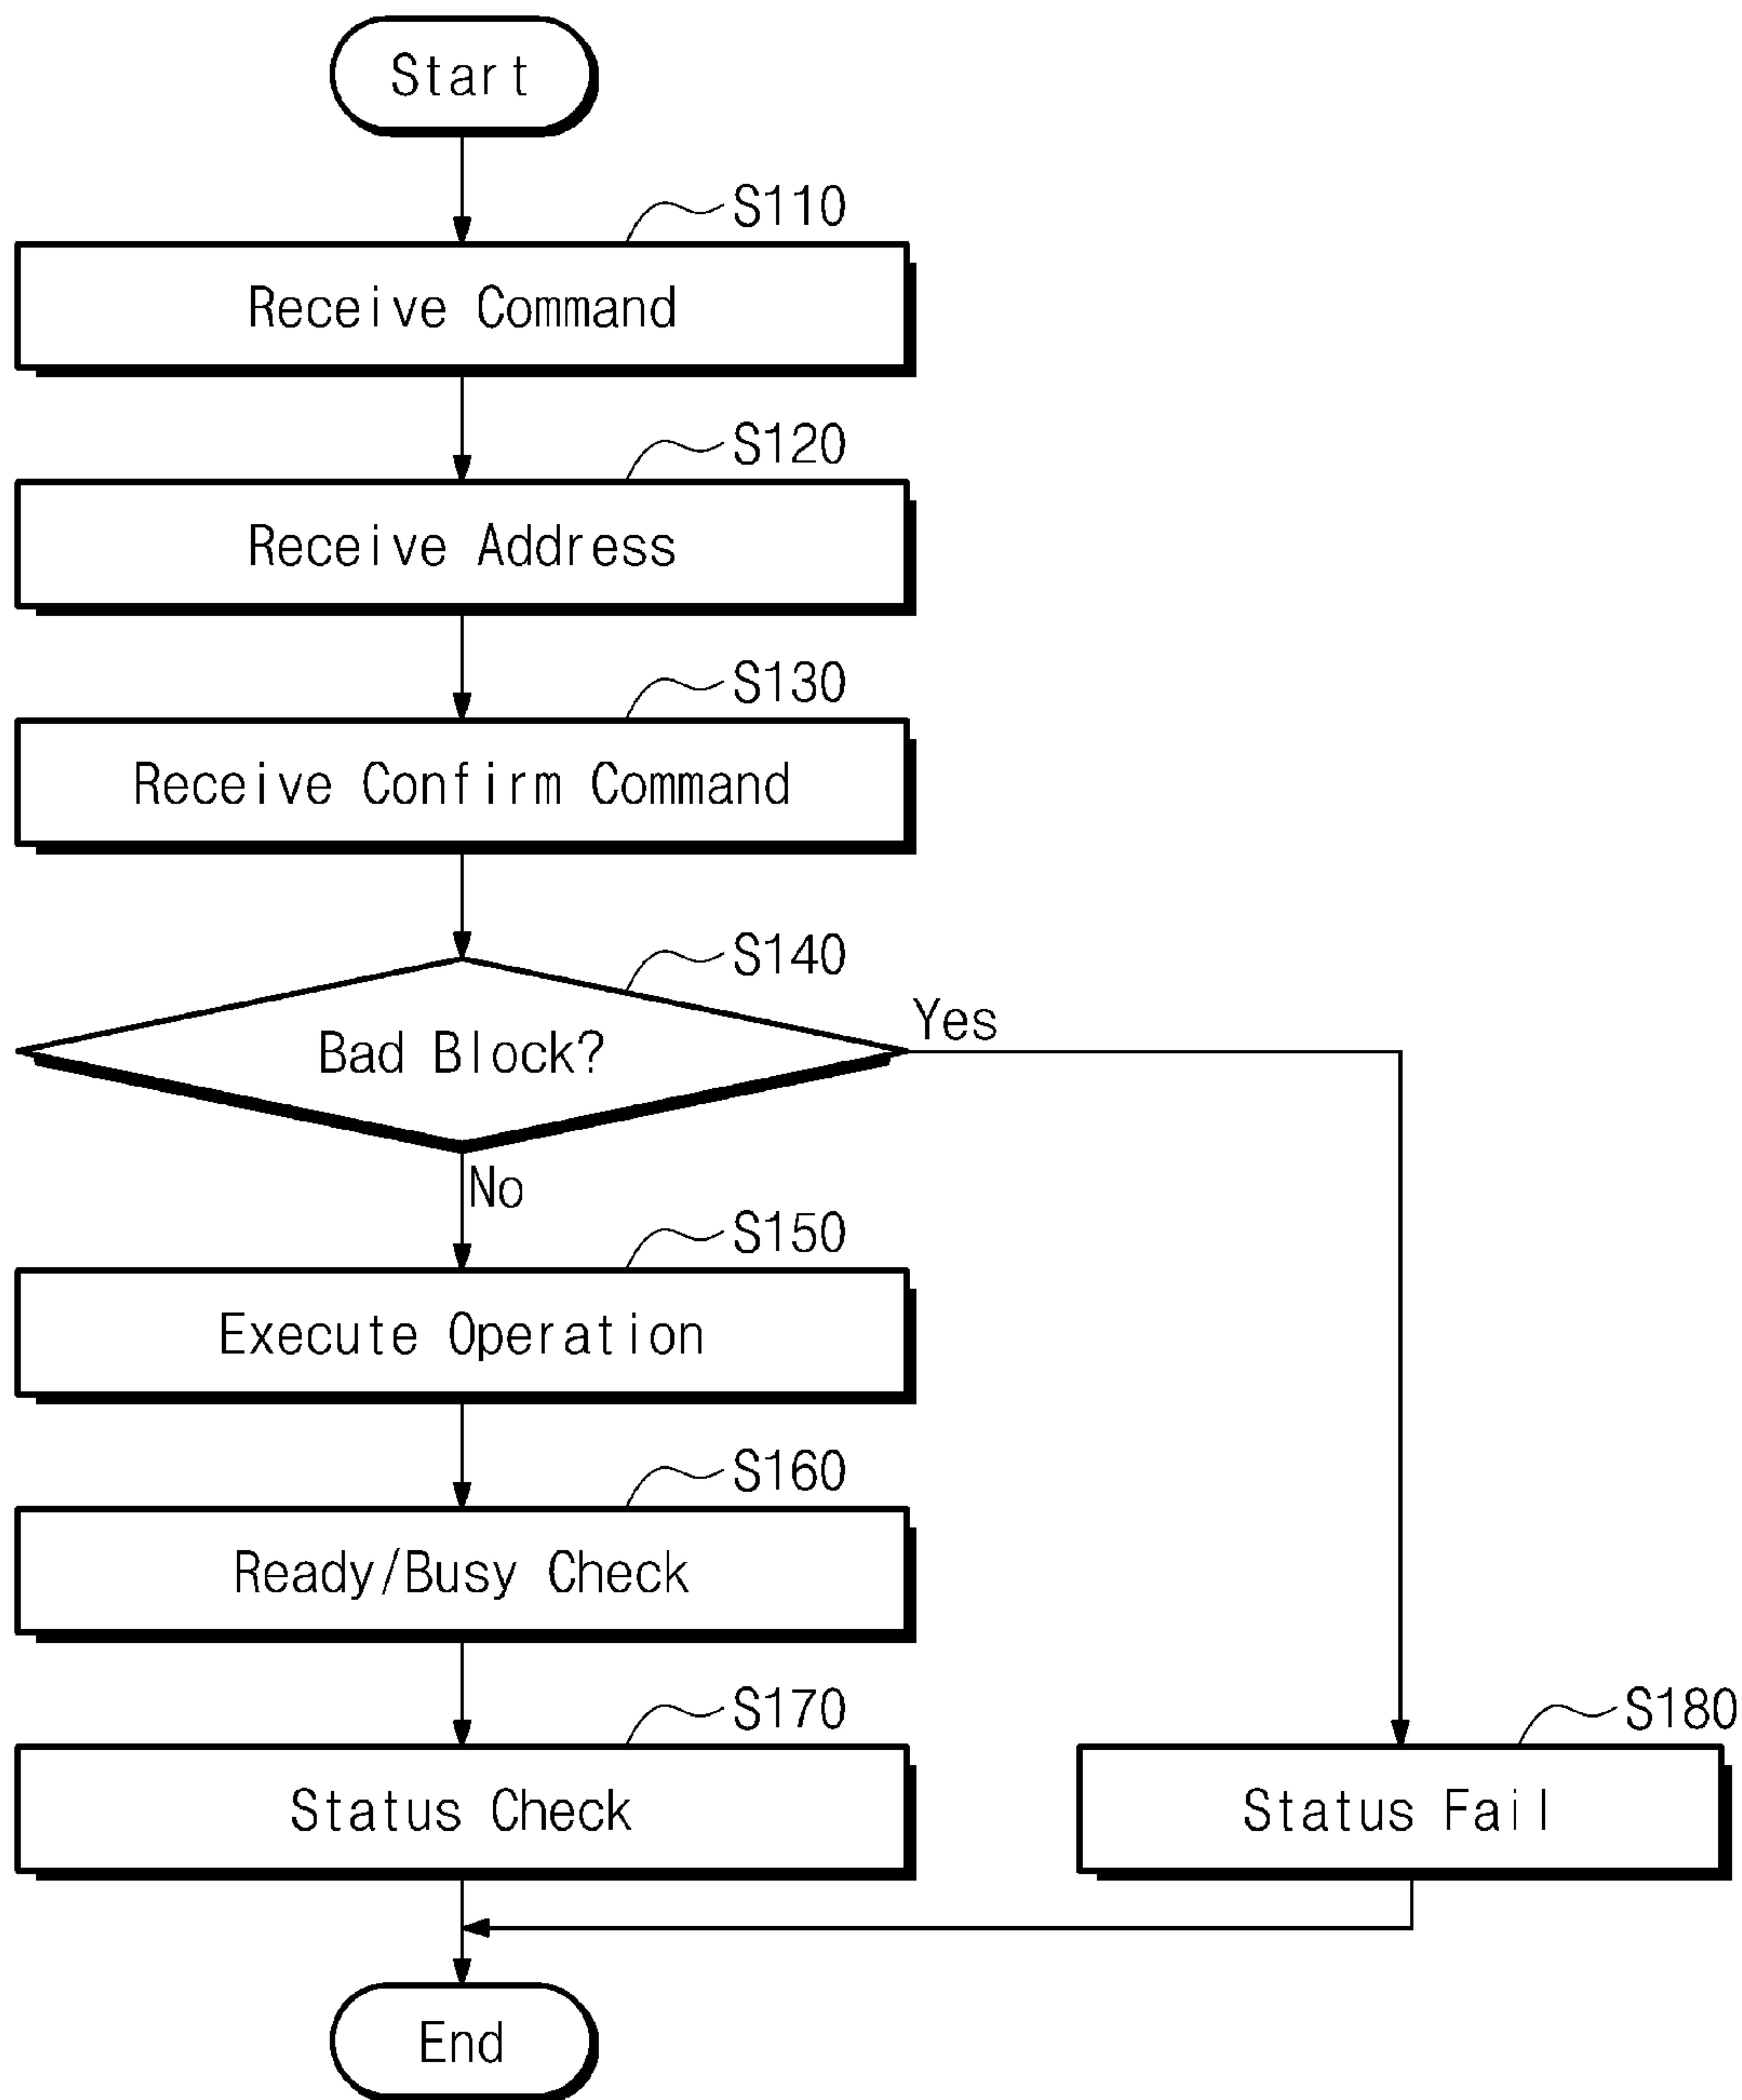 Start
S110
Receive Command
S120
Receive Address
S130
Receive Confirm Command
S140
Bad Block?
Yes
No
S150
Execute Operation
S160
Ready/Busy Check
S170
Status Check
S180
Status Fail
End